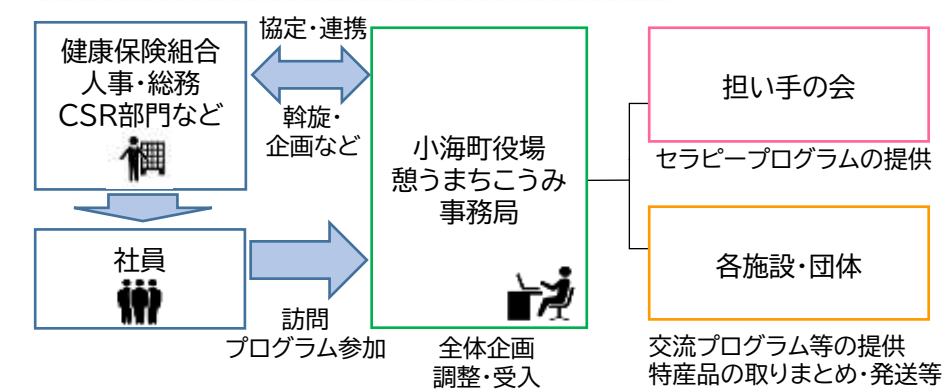 健康保険組合
人事・総務
CSR部門など
協定・連携
斡旋・
企画など
社員
訪問
プログラム参加
小海町役場
憩うまちこうみ
事務局
全体企画
調整・受入
担い手の会
セラピープログラムの提供
各施設・団体
交流プログラム等の提供
特産品の取りまとめ・発送等